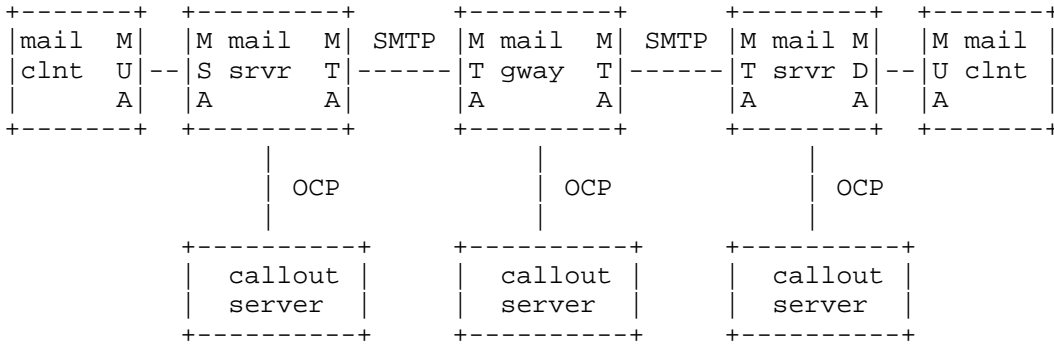 +-------+  +----------+      +----------+      +--------+  +--------+
|mail  M|  |M mail  M| SMTP |M mail  M| SMTP |M mail M|  |M mail |
|clnt  U|--|S srvr  T|------|T gway  T|------|T srvr D|--|U clnt |
|      A|  |A       A|      |A       A|      |A      A|  |A      |
+-------+  +---------+      +---------+      +--------+  +-------+
|                |                |
| OCP            | OCP            | OCP
|                |                |
+----------+     +----------+     +----------+
|  callout |     |  callout |     |  callout |
|  server  |     |  server  |     |  server  |
+----------+     +----------+     +----------+